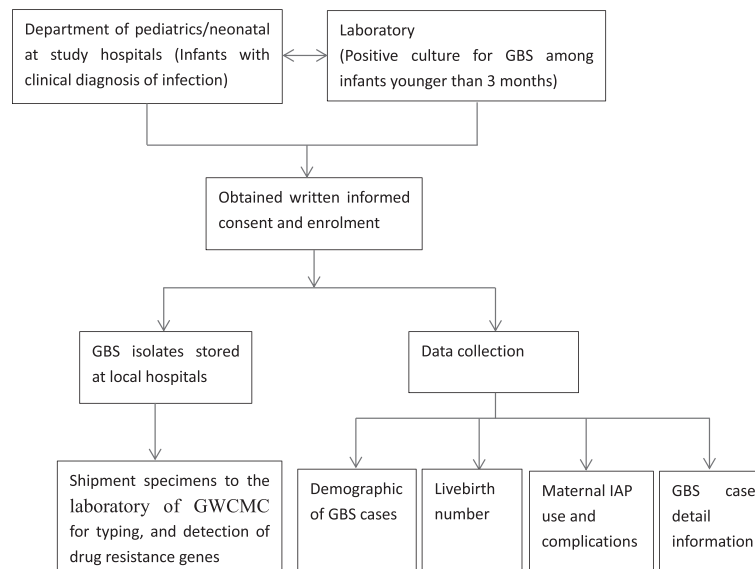 Department of pediatrics/neonatal
at study hospitals (Infants with
clinical diagnosis of infection)
Laboratory
(Positive culture for GBS among
infants younger than 3 months)
Obtained written informed
consent and enrolment
GBS isolates stored
at local hospitals
Data collection
Shipment specimens to the
laboratory of GWCMC
for typing, and detection of
drug resistance genes
Demographic
of GBS cases
Livebirth
number
Maternal IAP
use and
complications
GBS case
detail
information